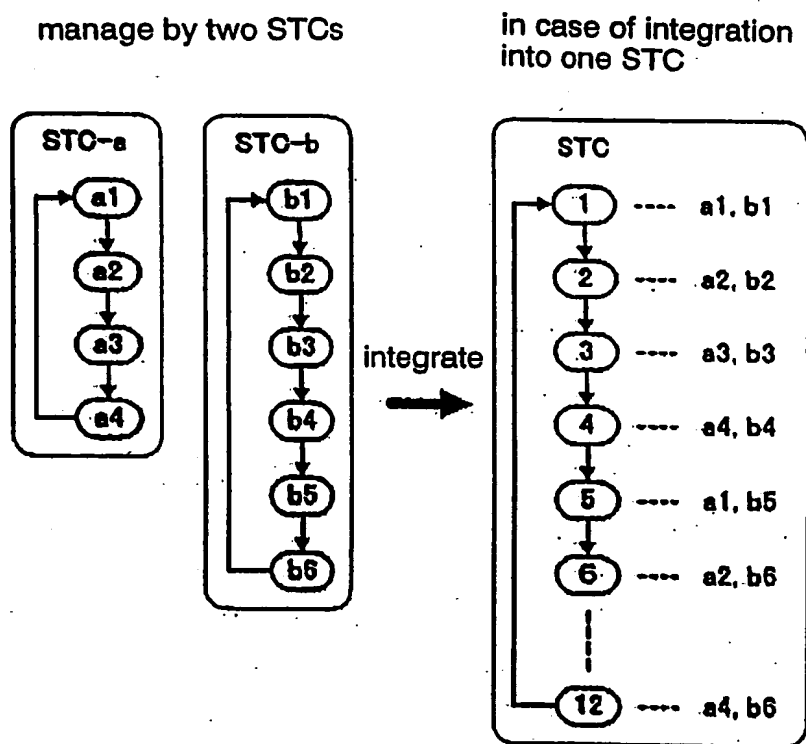 manage by two STCs
in case of integration
into one STC
STC-a
a1
a2
a3
a4
STC-b
b1
b2
b3
b4
b5
b6
integrate
STC
1 a1, b1
2 a2, b2
3 a3, b3
4 a4, b4
5 a1, b5
6 a2, b6
12 a4, b6